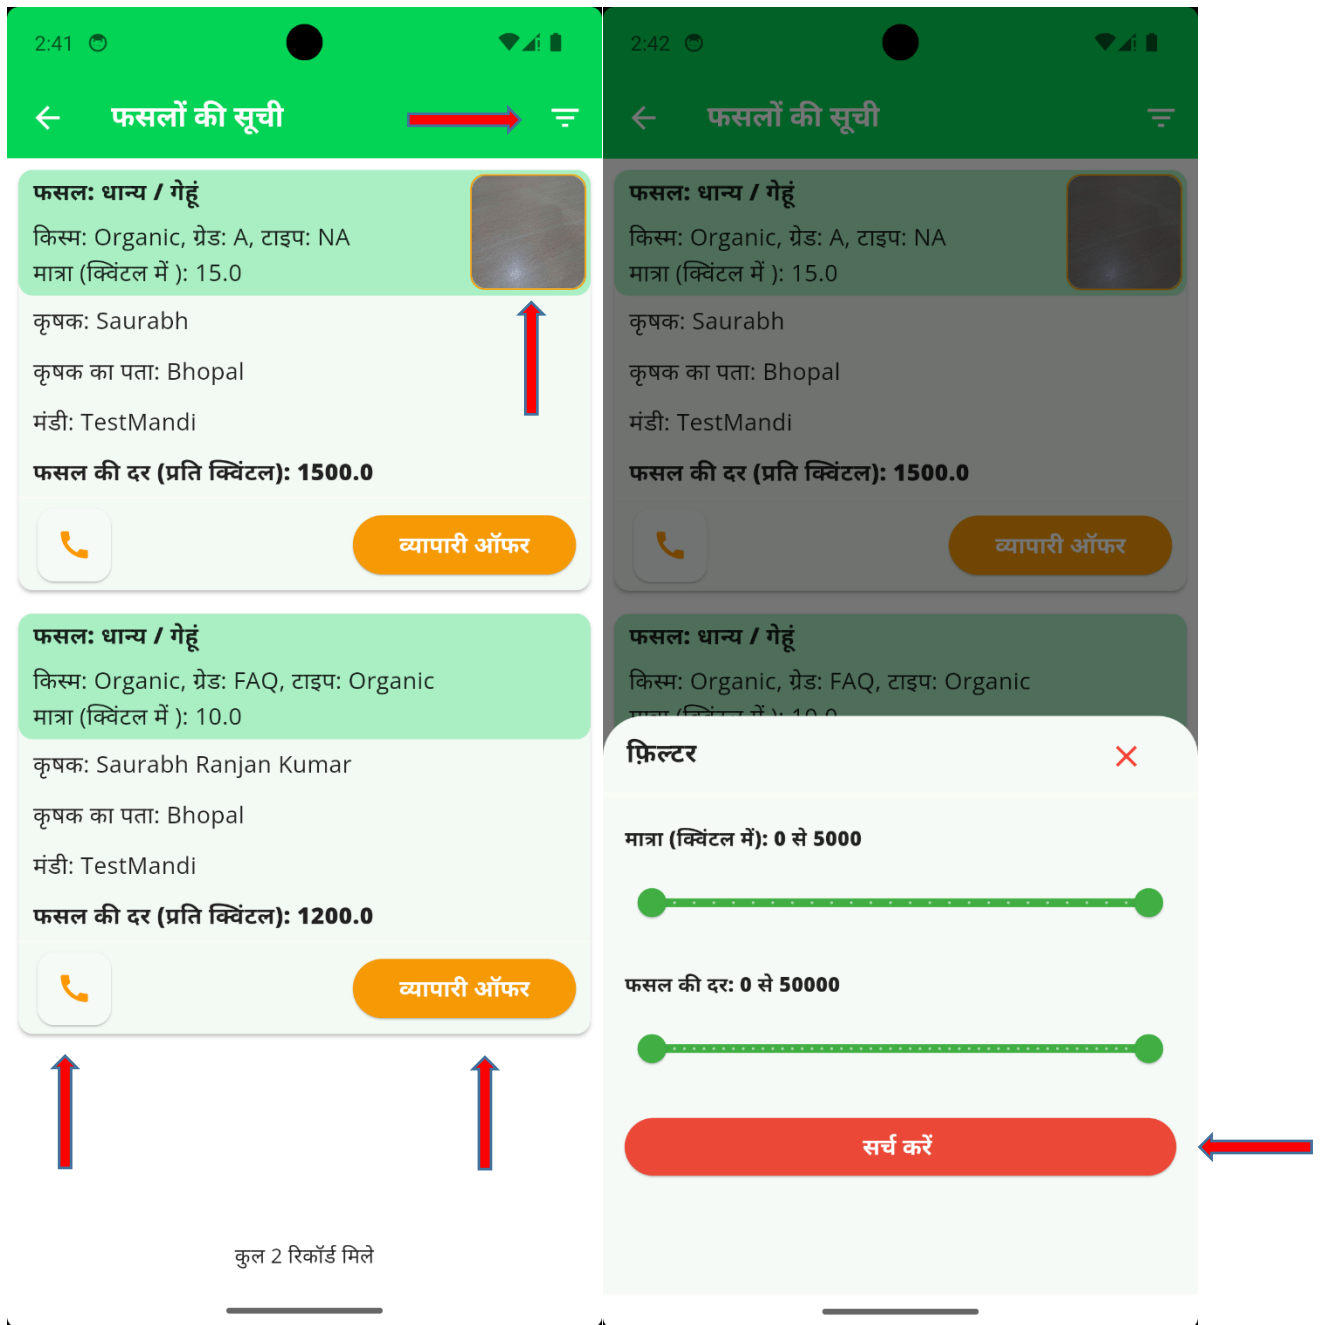 2:41
फसलों की सूची
फसल: धान्य / गेहूं
किस्म: Organic, ग्रेड: A, टाइप: NA
मात्रा (क्विंटल में ): 15.0
कृषक: Saurabh
कृषक का पता: Bhopal
मंडी: TestMandi
फसल की दर (प्रति क्विंटल): 1500.0
व्यापारी ऑफर
फसल: धान्य / गेहूं
किस्म: Organic, ग्रेड: FAQ, टाइप: Organic
मात्रा (क्विंटल में ): 10.0
कृषक: Saurabh Ranjan Kumar
कृषक का पता: Bhopal
मंडी: TestMandi
फसल की दर (प्रति क्विंटल): 1200.0
व्यापारी ऑफर
कुल 2 रिकॉर्ड मिले
2:42
फसलों की सूची
फसल: धान्य / गेहूं
किस्म: Organic, ग्रेड: A, टाइप: NA
मात्रा (क्विंटल में ): 15.0
कृषक: Saurabh
कृषक का पता: Bhopal
मंडी: TestMandi
फसल की दर (प्रति क्विंटल): 1500.0
व्यापारी ऑफर
फसल: धान्य / गेहूं
किस्म: Organic, ग्रेड: FAQ, टाइप: Organic
मात्रा (क्विंटल में ): 10.0
फ़िल्टर
मात्रा (क्विंटल में): 0 से 5000
फसल की दर: 0 से 50000
सर्च करें